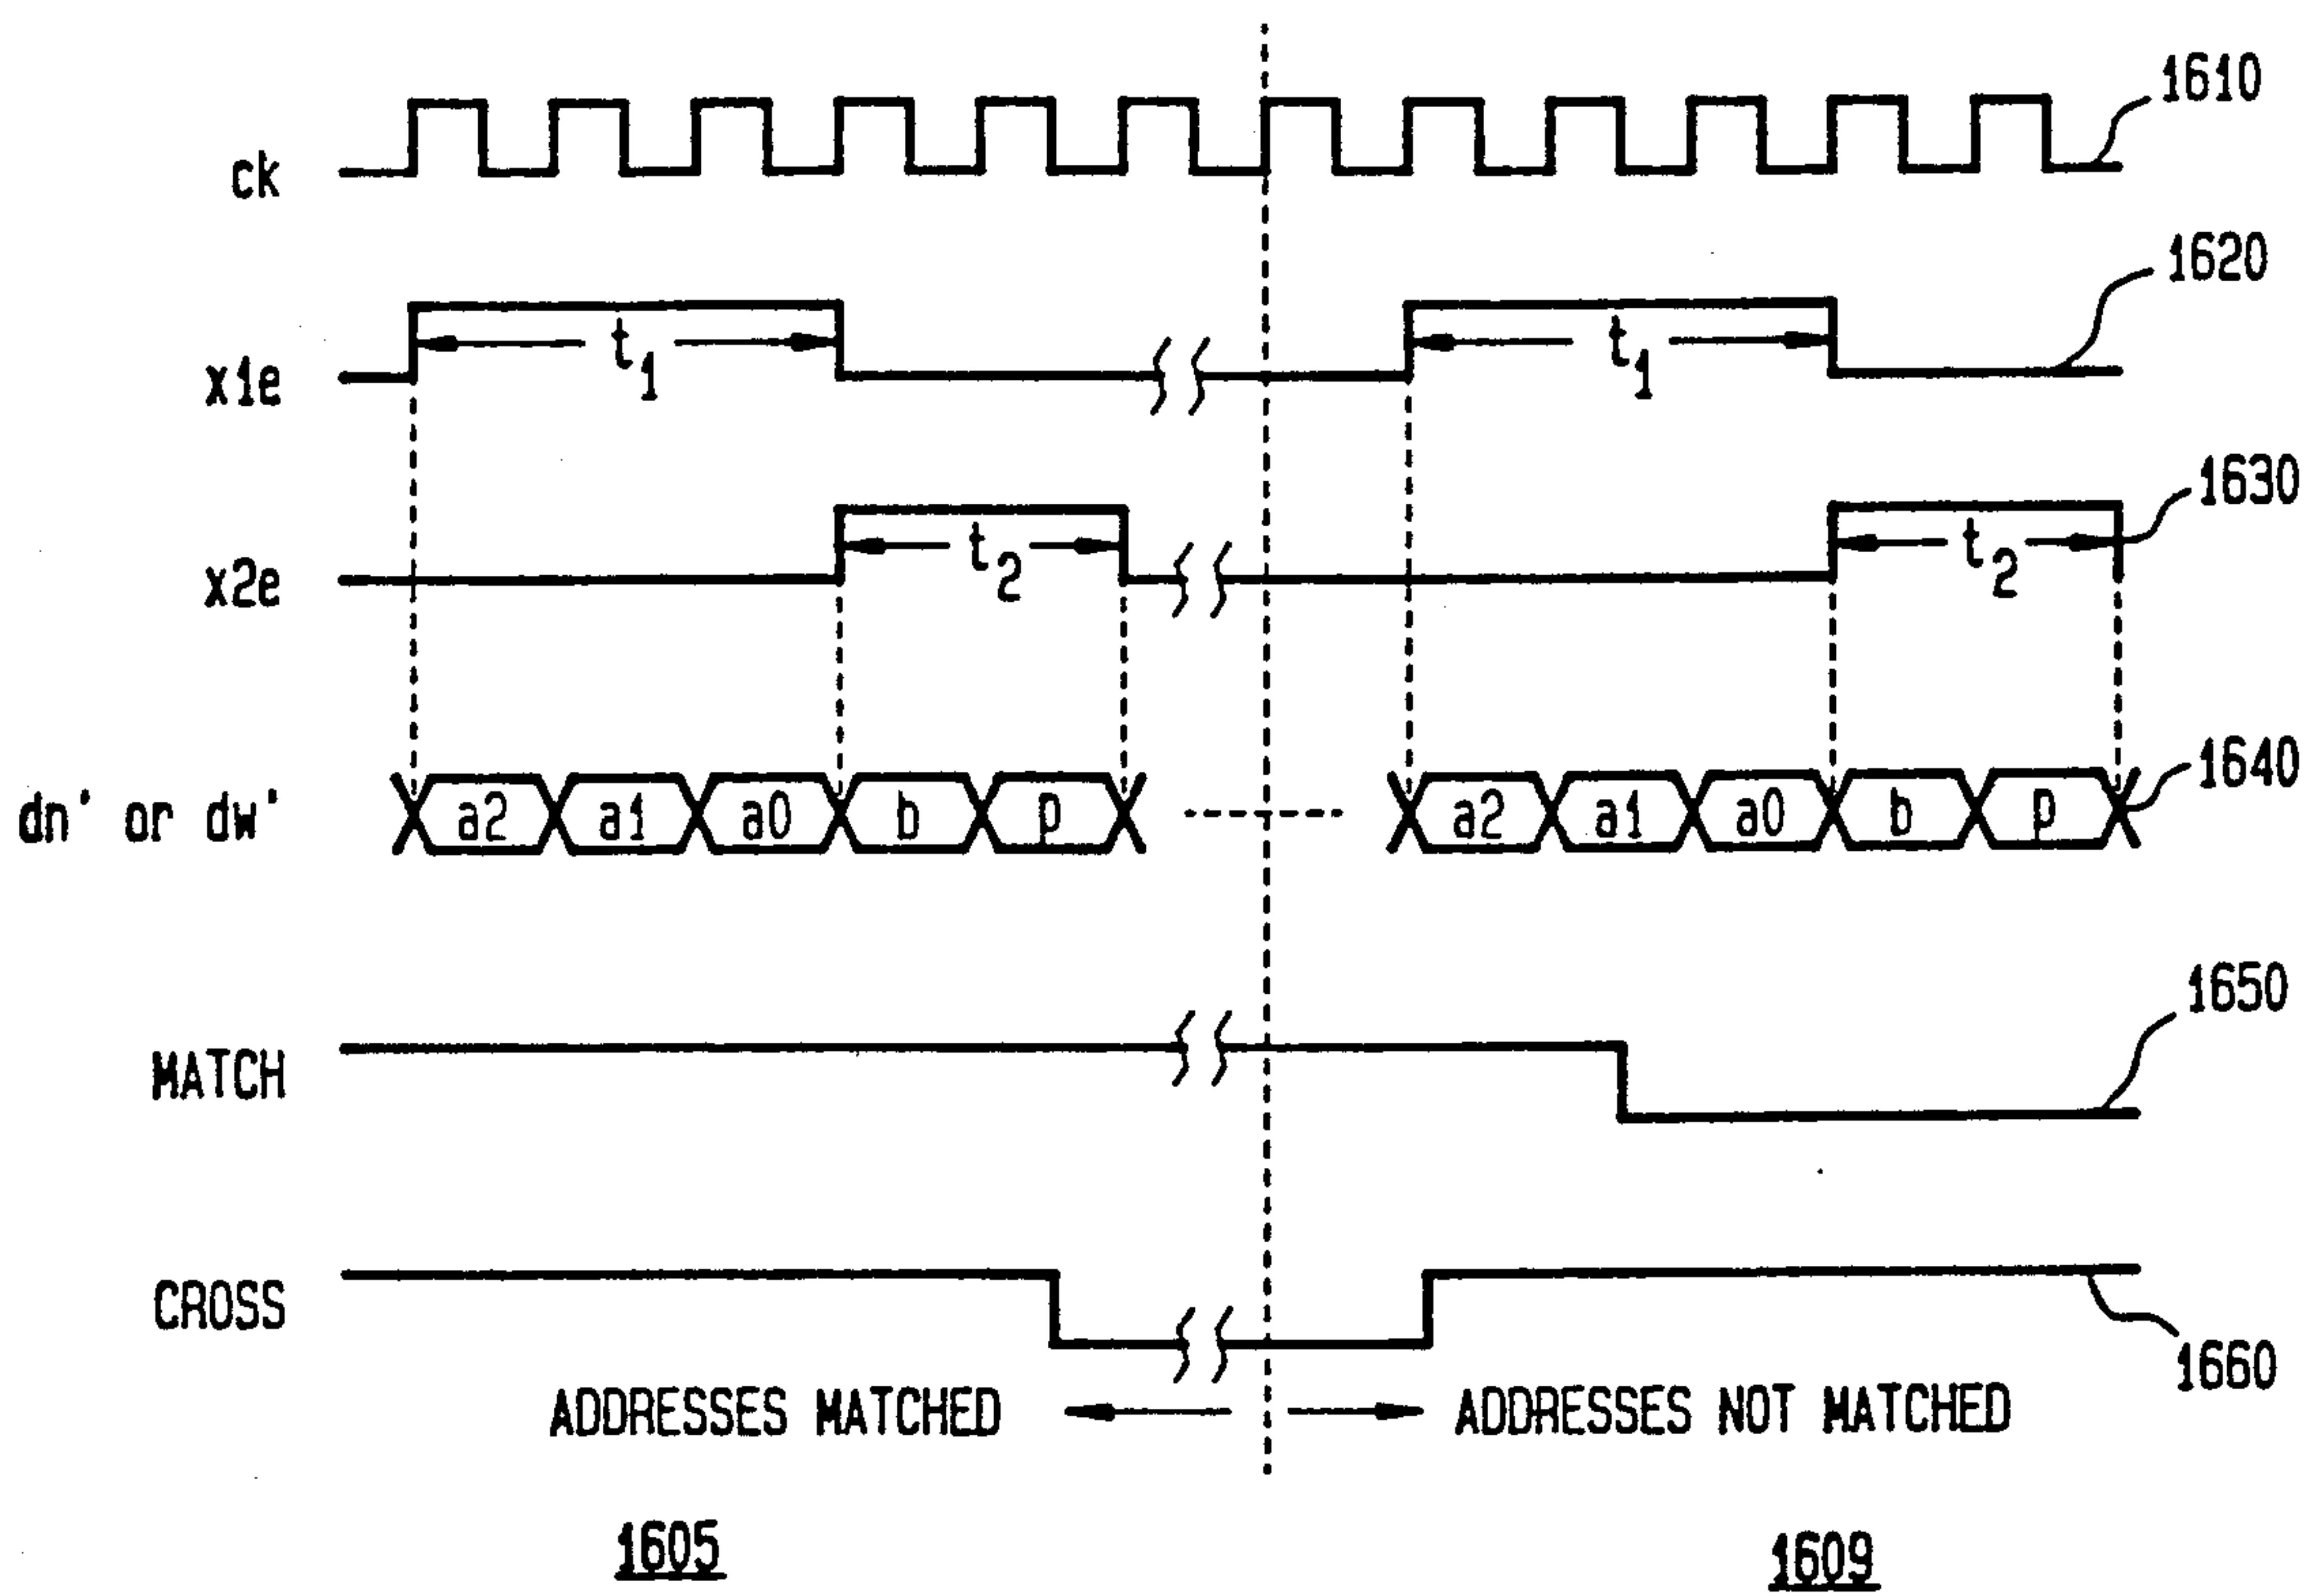 1610
ck
1620
t1
t1
x1e
1630
t2
t2
x2e
1640
dn' or dw'
a2 a1 a0 b p
a2 a1 a0 b p
1650
MATCH
CROSS
1660
ADDRESSES MATCHED
ADDRESSES NOT MATCHED
1605
1609